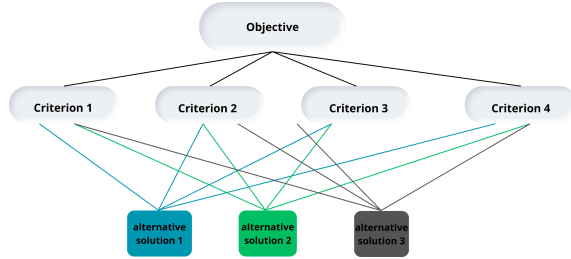 Objective
Criterion 1
Criterion 2
Criterion 3
Criterion 4
alternative
solution 1
alternative
solution 2
alternative
solution 3